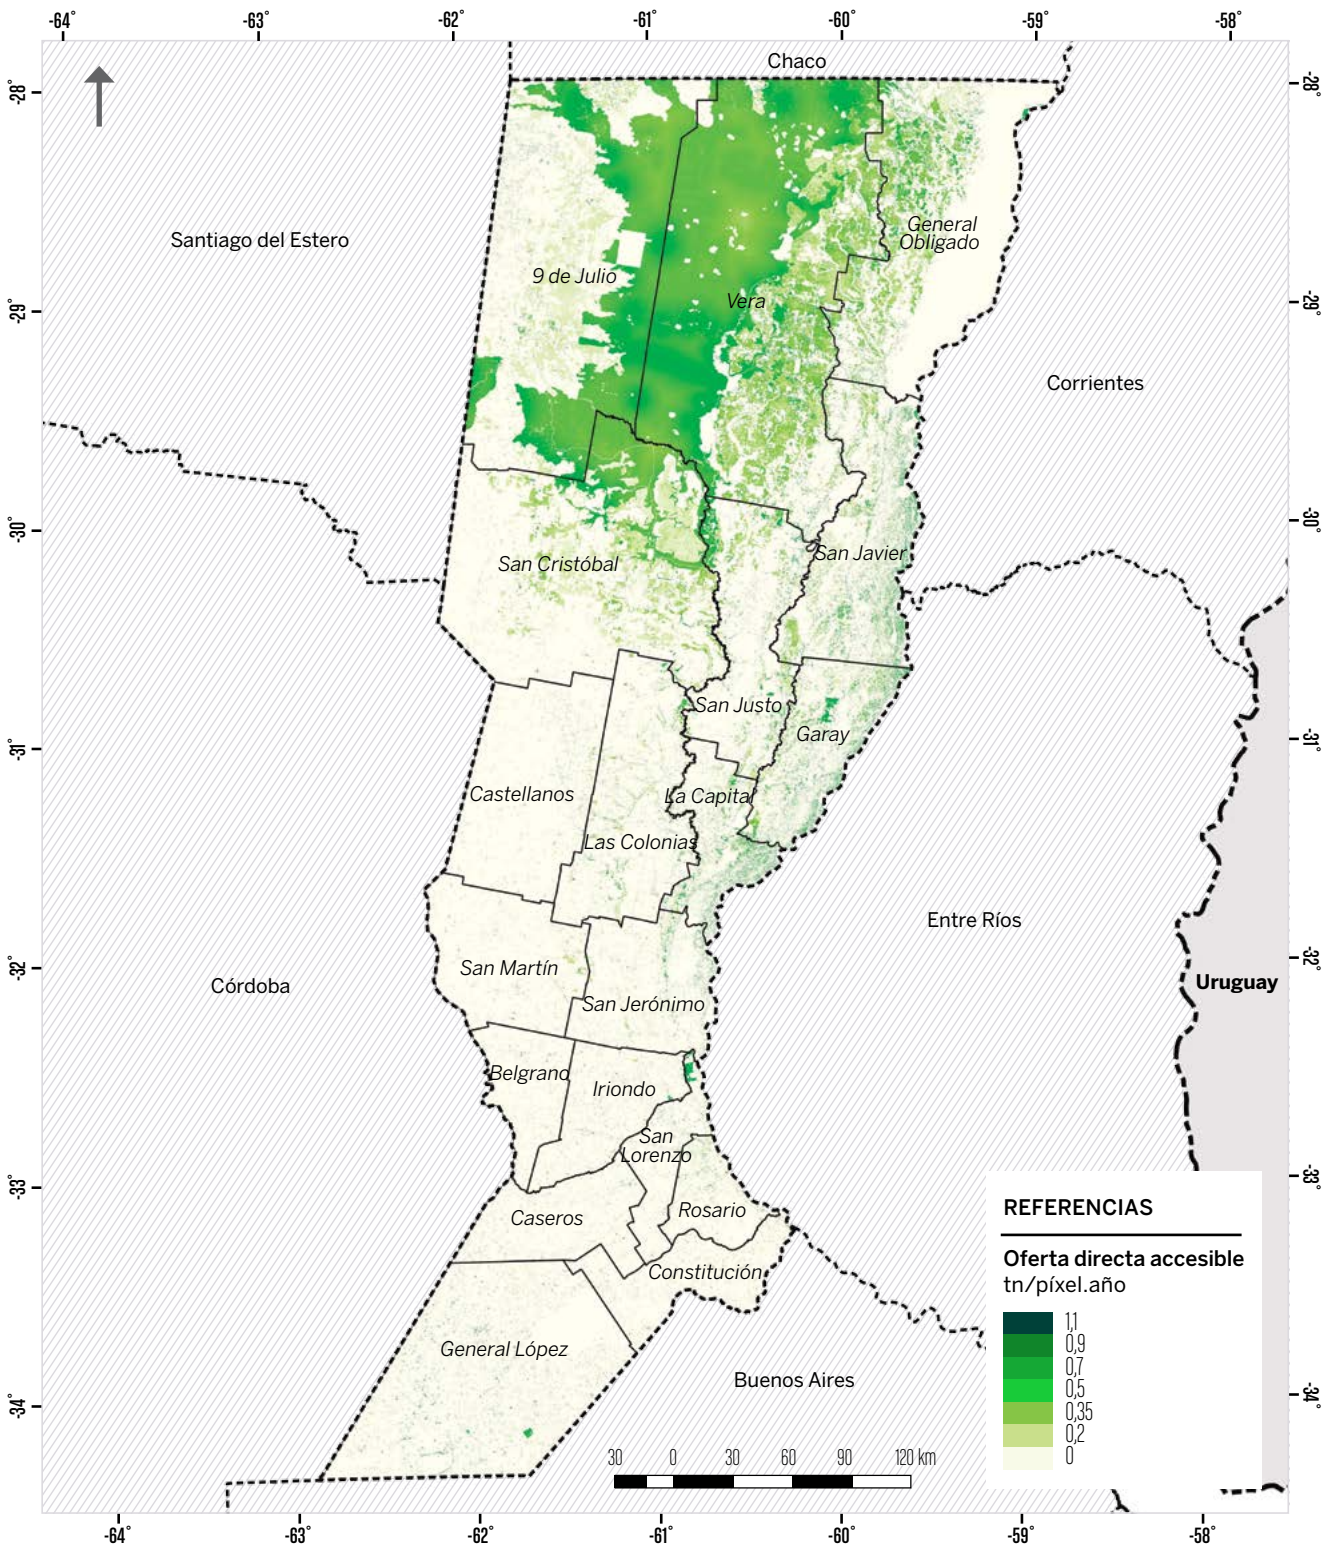 -64°
-63°
-62°
-61°
-60°
-59°
-58°
Chaco
-28°
-28°
Santiago del Estero
General
Obligado
9 de Julio
Vera
-29°
-29°
Corrientes
-30°
-30°
San Cristóbal
San Javier
San Justo
Garay
-31°
-31°
Castellanos
La Capital
Las Colonias
Entre Ríos
San Martín
-32°
-32°
Córdoba
San Jerónimo
Uruguay
Belgrano
Iriondo
San
Lorenzo
-33°
-33°
Caseros
Rosario
Constitución
General López
Buenos Aires
-34°
-34°
REFERENCIAS
Oferta directa accesible
tn/píxel.año
1,1
0,9
0,7
0,5
0,35
0,2
0
30 0 30 60 90 120 km
-64°
-63°
-62°
-61°
-60°
-59°
-58°